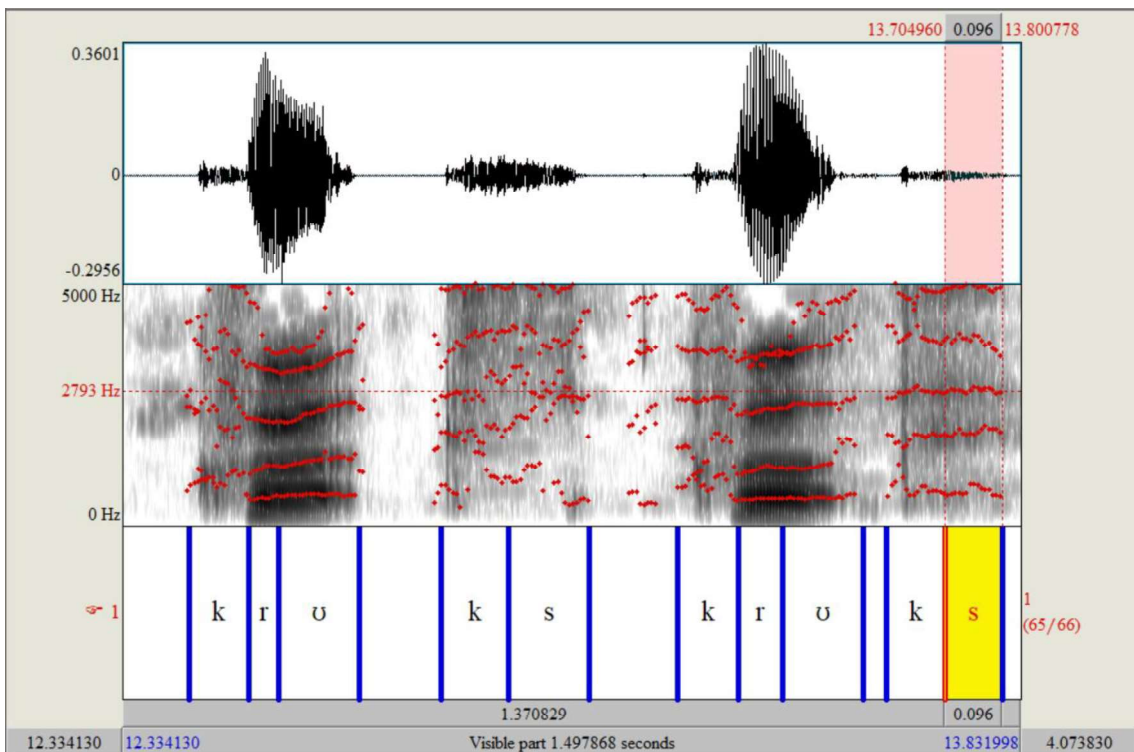 13.704960 0.096 13.800778
0.3601
0
-0.2956
5000 Hz
2793 Hz
0 Hz
☞ 1 k r ʊ k s k r ʊ k s 1
(65/66)
1.370829 0.096
12.334130 12.334130 Visible part 1.497868 seconds 13.831998 4.073830